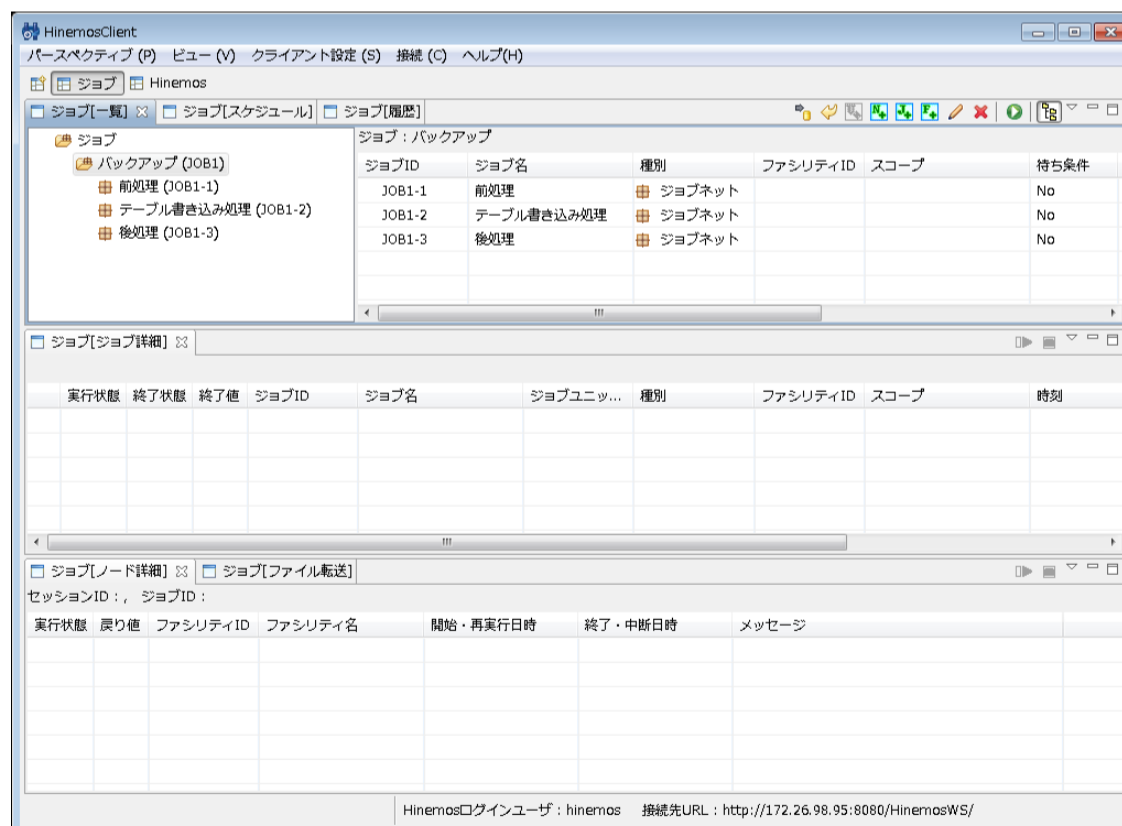 HinemosClient
パースペクティブ (P) ビュー (V) クライアント設定 (S) 接続 (C) ヘルプ(H)
ジョブ Hinemos
ジョブ[一覧] ジョブ[スケジュール] ジョブ[履歴]
ジョブ
バックアップ (JOB1)
前処理 (JOB1-1)
テーブル書き込み処理 (JOB1-2)
後処理 (JOB1-3)
ジョブ : バックアップ
ジョブID ジョブ名 種別 ファシリティID スコープ 待ち条件
JOB1-1 前処理 ジョブネット No
JOB1-2 テーブル書き込み処理 ジョブネット No
JOB1-3 後処理 ジョブネット No
ジョブ[ジョブ詳細]
実行状態 終了状態 終了値 ジョブID ジョブ名 ジョブユニッ... 種別 ファシリティID スコープ 時刻
ジョブ[ノード詳細] ジョブ[ファイル転送]
セッションID : , ジョブID :
実行状態 戻り値 ファシリティID ファシリティ名 開始・再実行日時 終了・中断日時 メッセージ
Hinemosログインユーザ : hinemos 接続先URL : http://172.26.98.95:8080/HinemosWS/